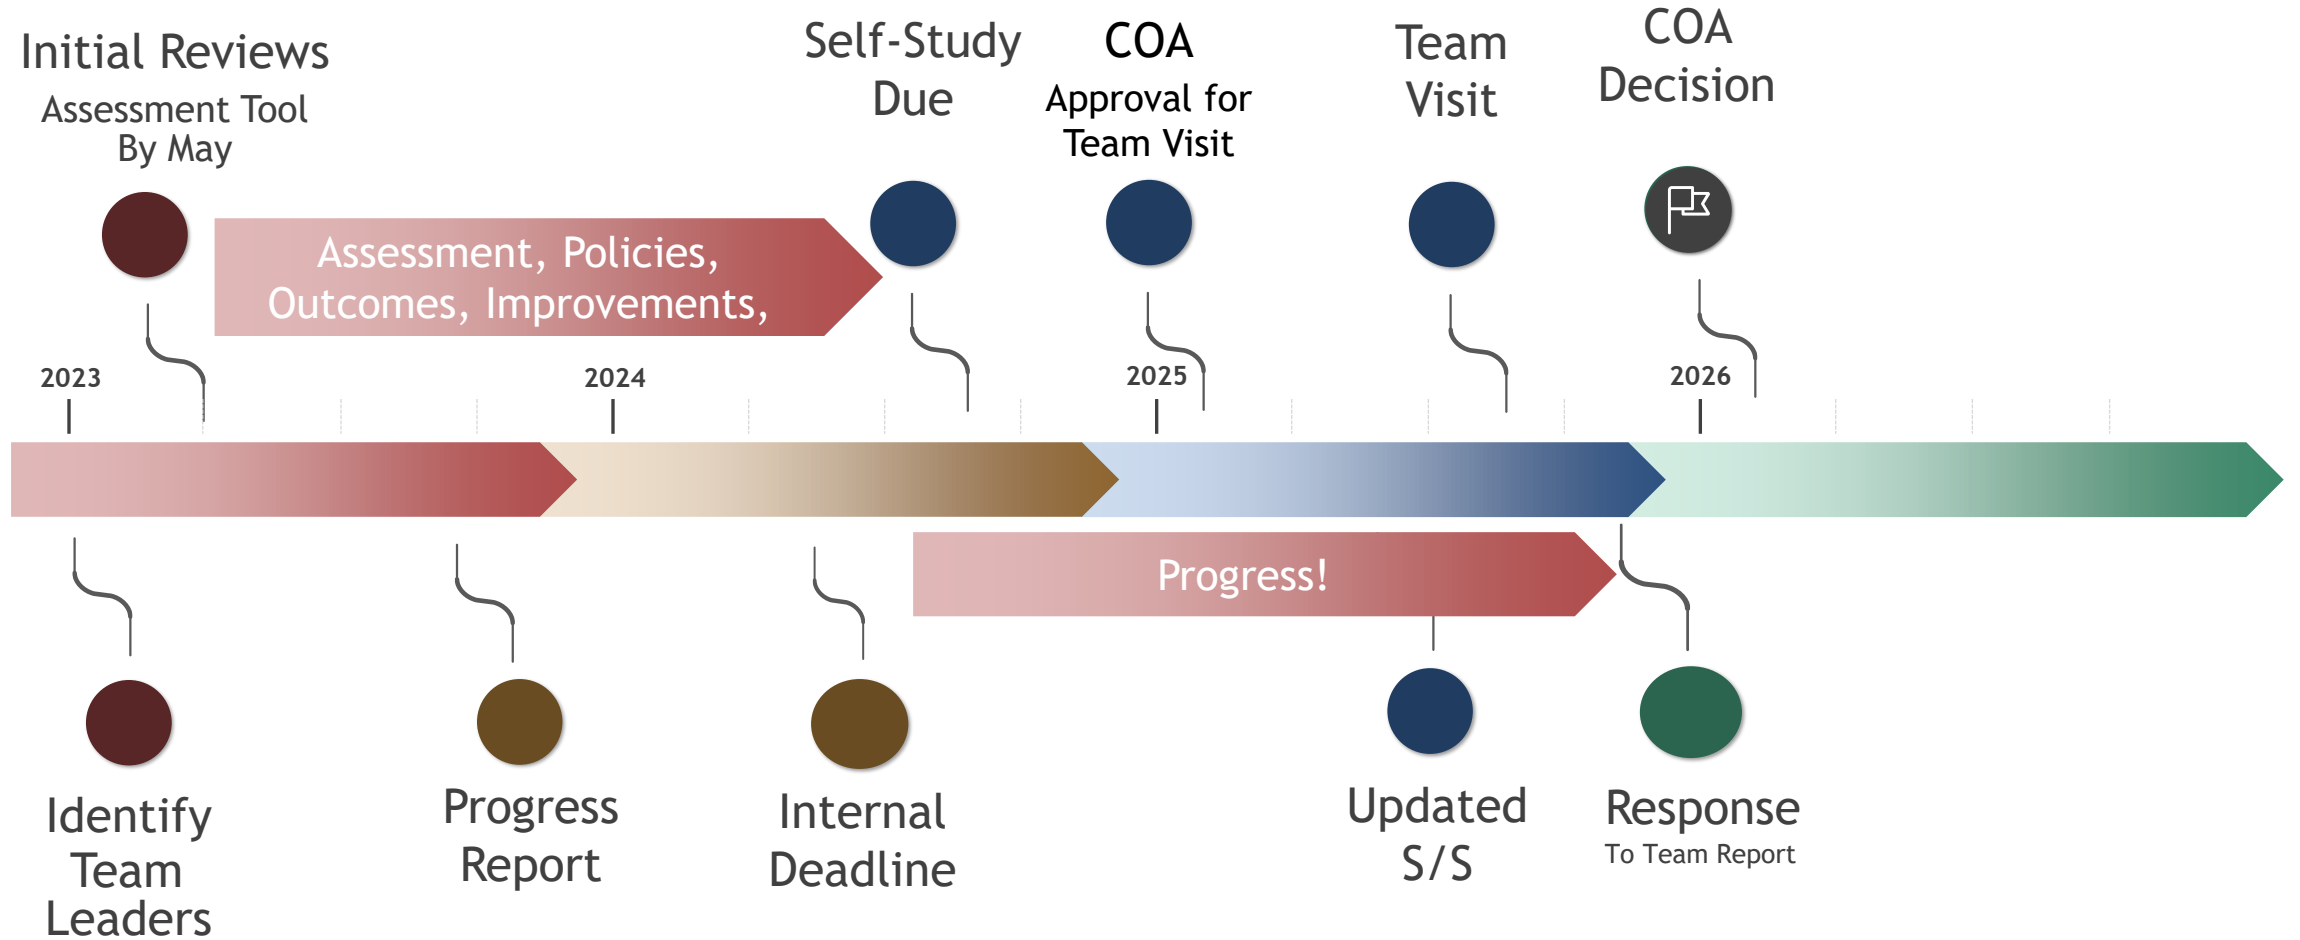 Initial Reviews
Assessment Tool
By May
Self-Study
Due
COA
Approval for
Team Visit
Team
Visit
COA
Decision
Assessment, Policies,
Outcomes, Improvements,
2023
2024
2025
2026
Progress!
Identify
Team
Leaders
Progress
Report
Internal
Deadline
Updated
S/S
Response
To Team Report